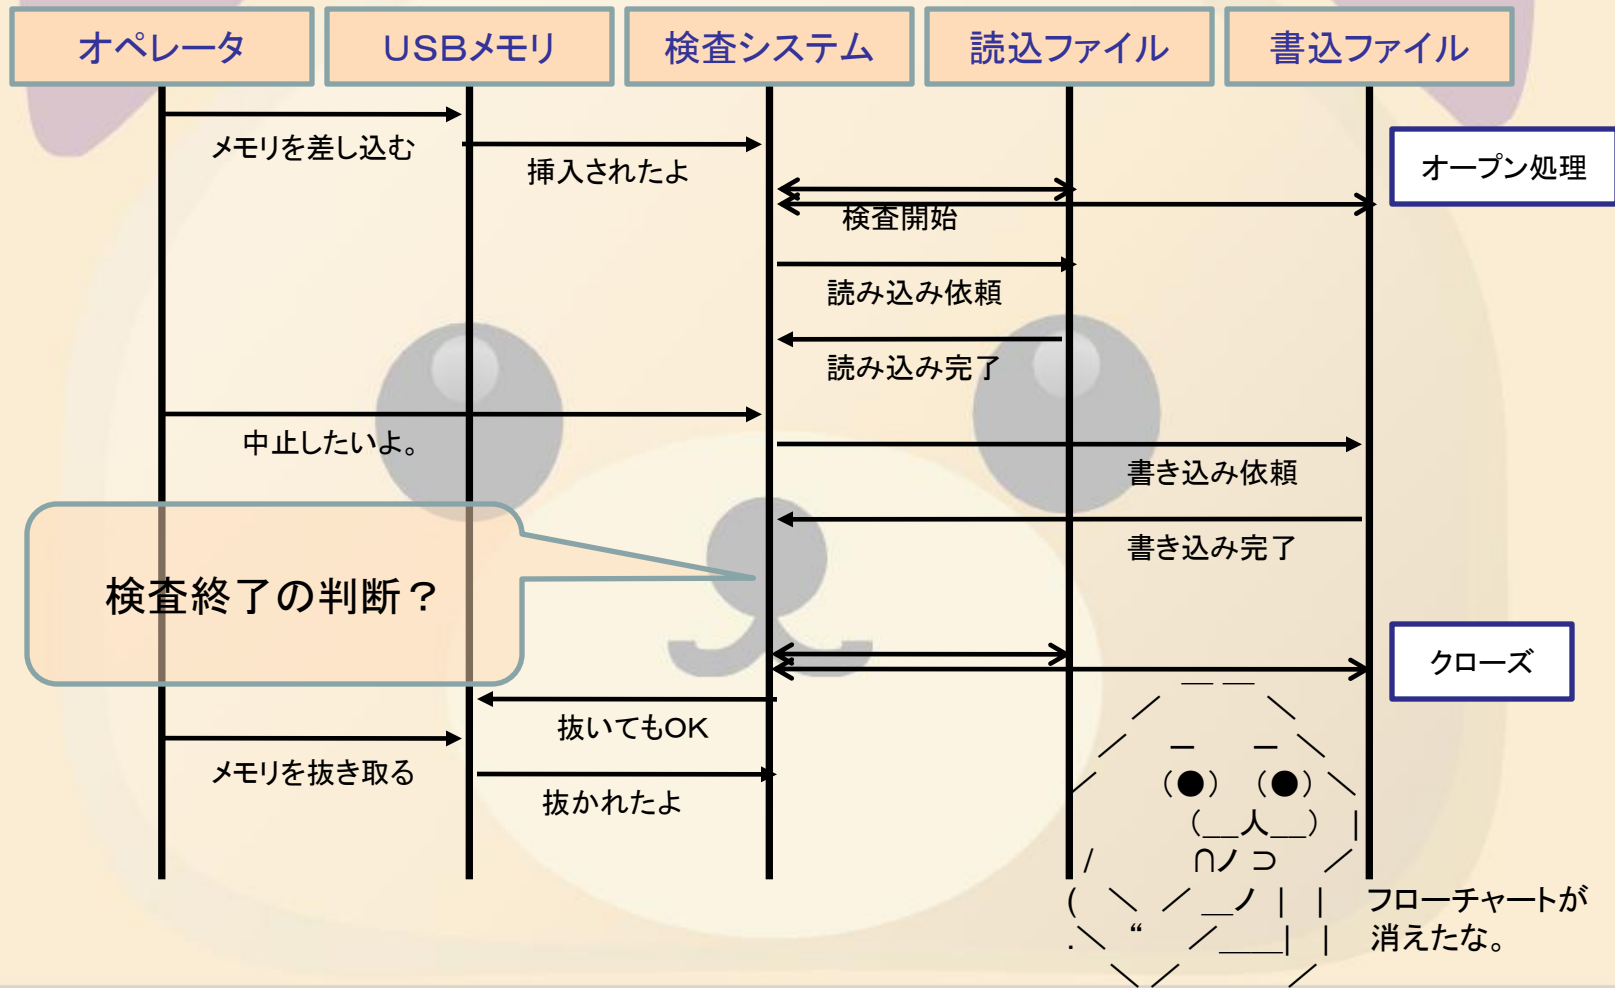 オペレータ
USBメモリ
検査システム
読込ファイル
書込ファイル
メモリを差し込む
挿入されたよ
オープン処理
検査開始
読み込み依頼
読み込み完了
中止したいよ。
書き込み依頼
書き込み完了
検査終了の判断？
クローズ
抜いてもOK
メモリを抜き取る
抜かれたよ
フローチャートが
消えたな。